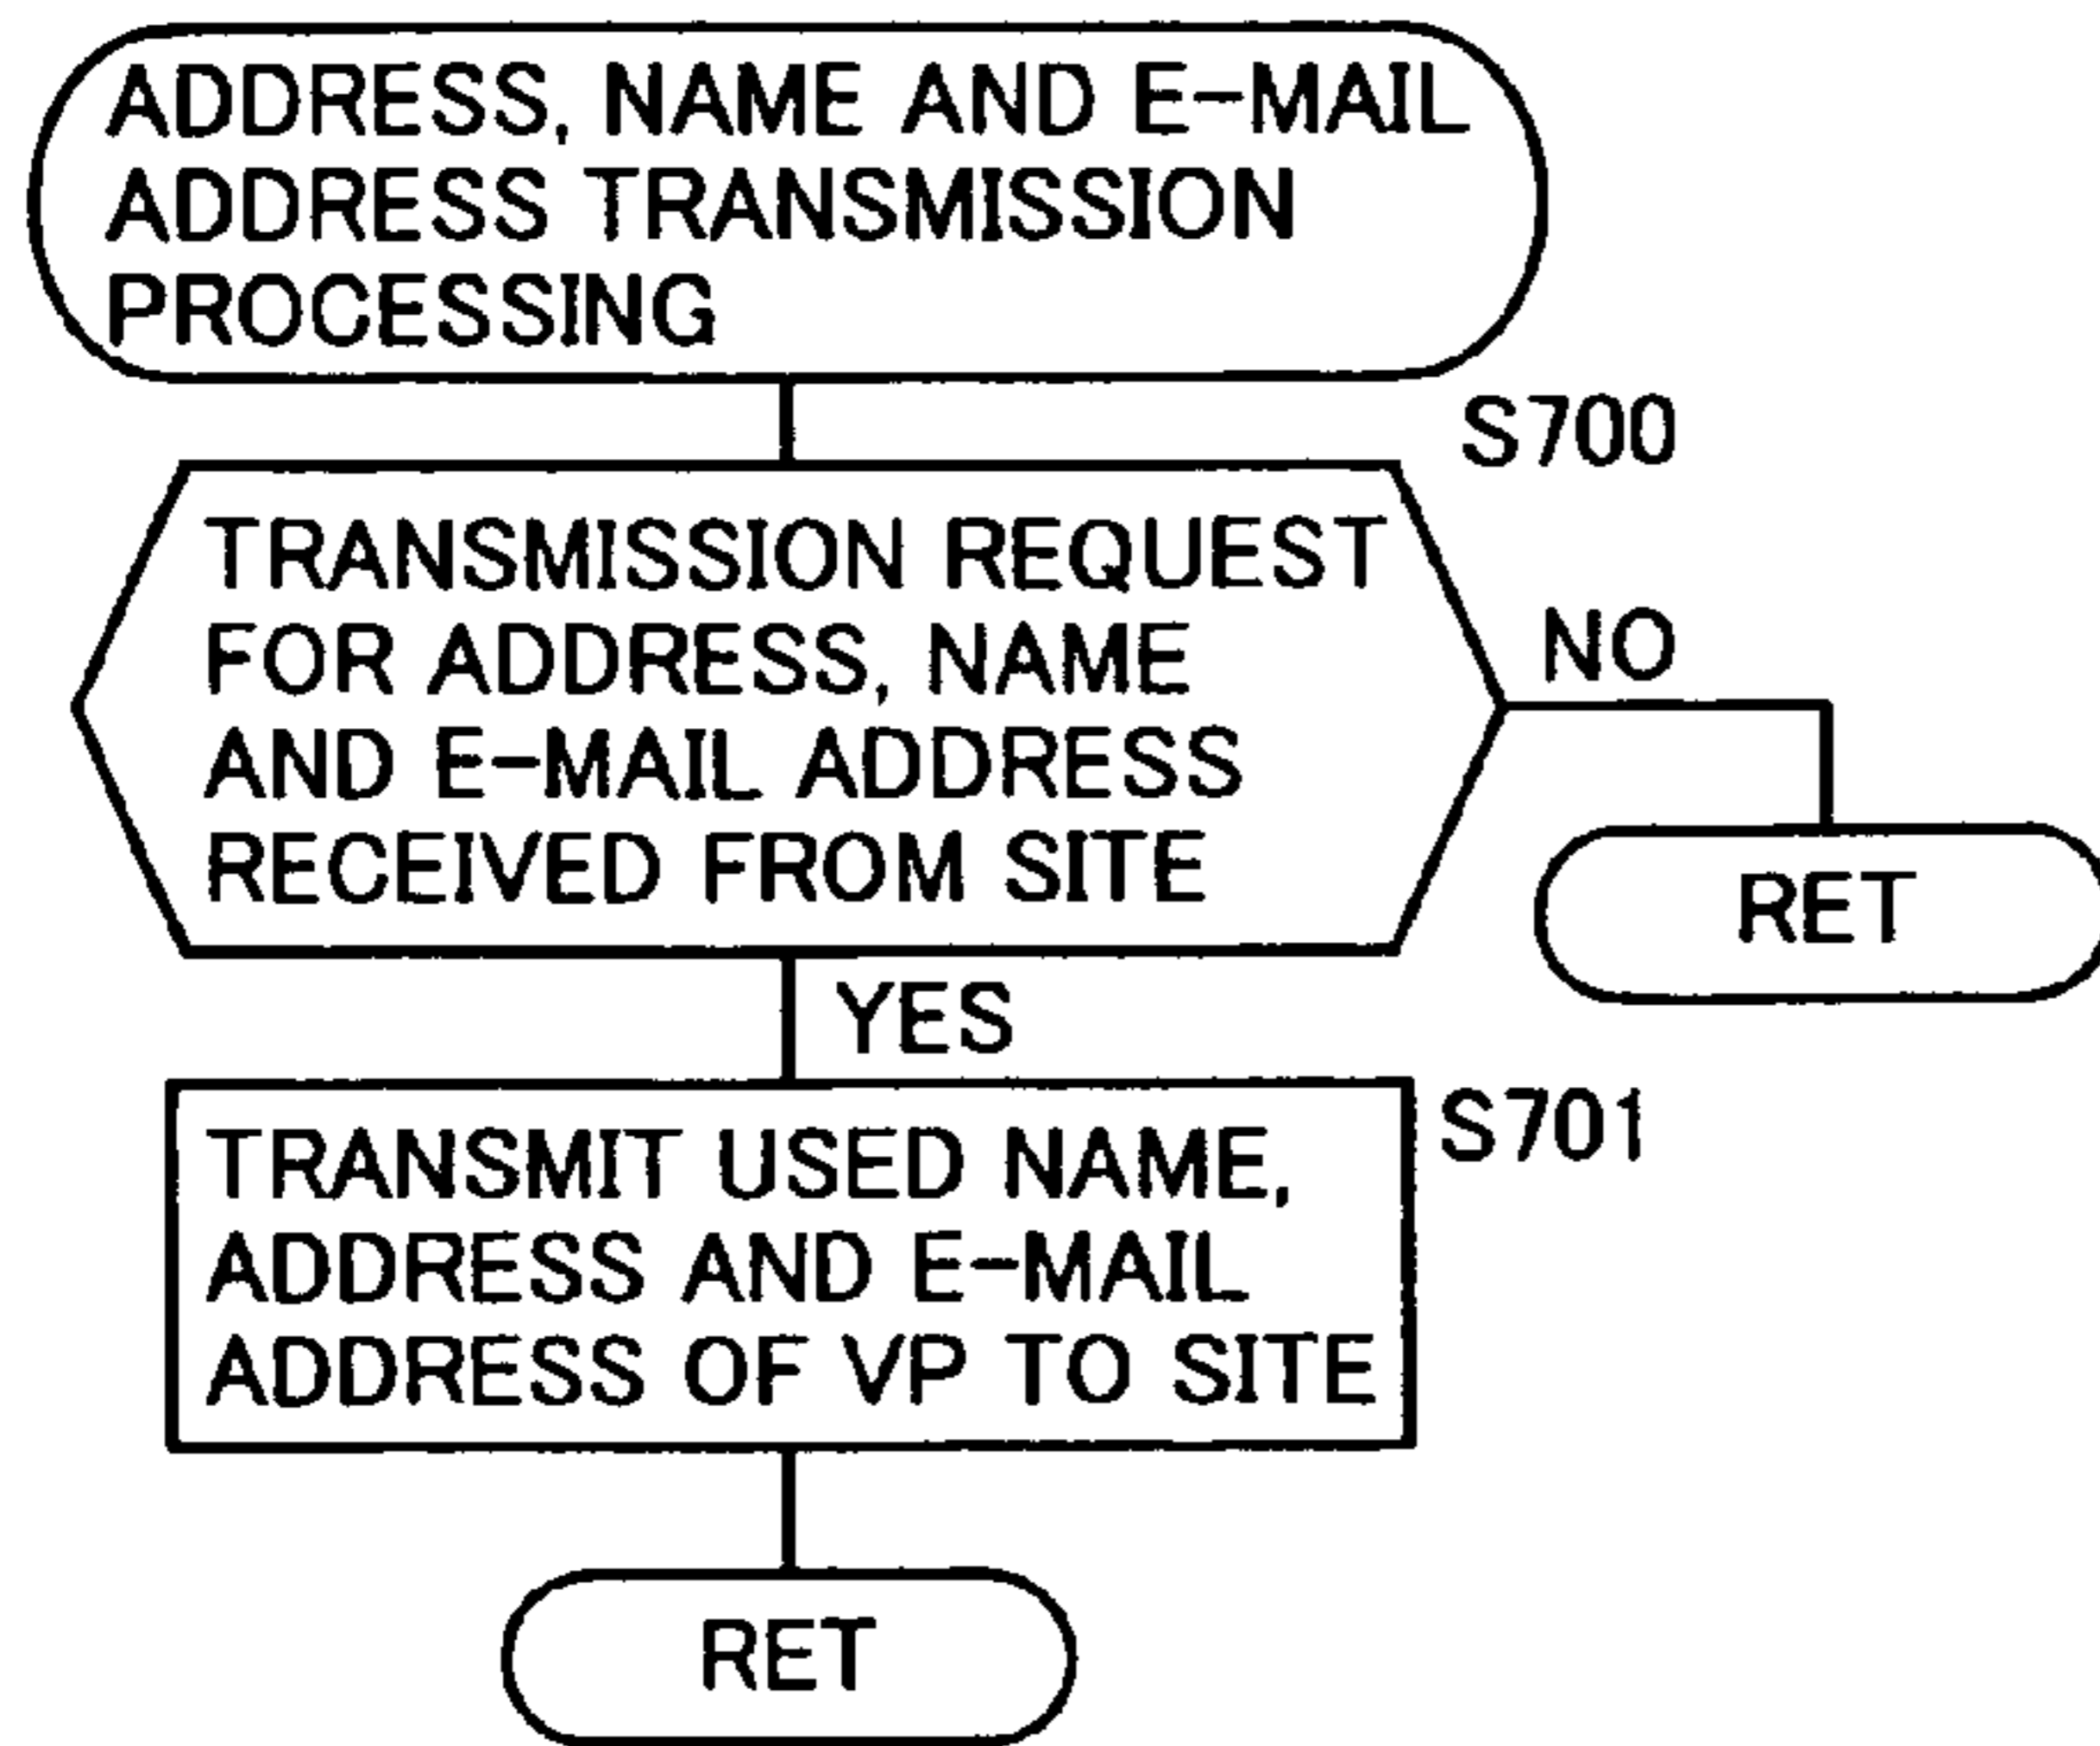 ADDRESS, NAME AND E-MAIL
ADDRESS TRANSMISSION
PROCESSING
S700
TRANSMISSION REQUEST
FOR ADDRESS, NAME
AND E-MAIL ADDRESS
RECEIVED FROM SITE
NO
RET
YES
S701
TRANSMIT USED NAME,
ADDRESS AND E-MAIL
ADDRESS OF VP TO SITE
RET